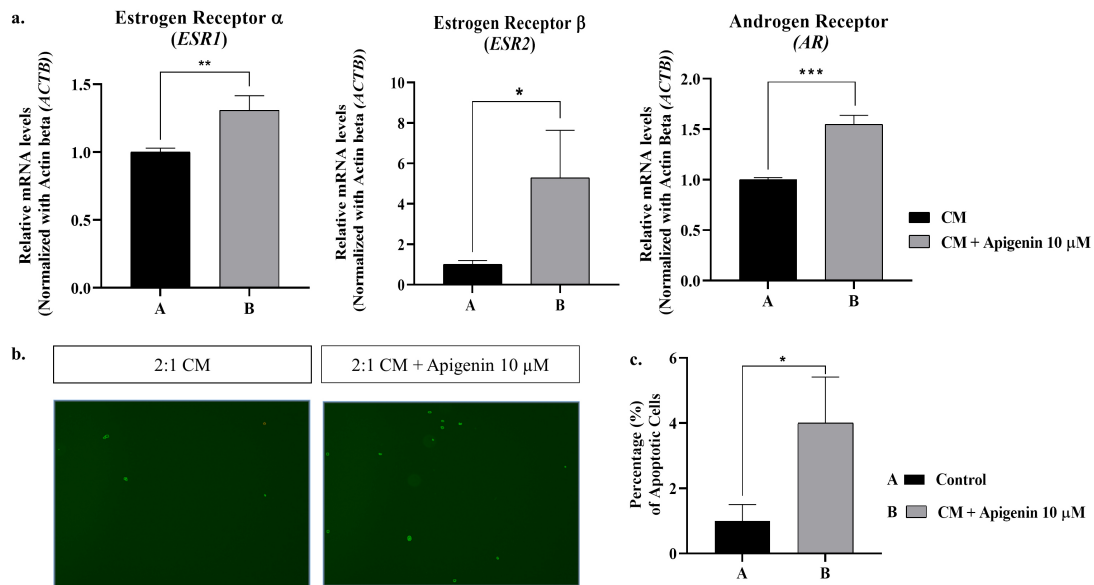 a.
Estrogen Receptor α
(ESR1)
Relative mRNA levels
(Normalized with Actin beta (ACTB))
**
1.5
1.0
0.5
0.0
A
B
Estrogen Receptor β
(ESR2)
Relative mRNA levels
(Normalized with Actin beta (ACTB))
*
10
8
6
4
2
0
A
B
Androgen Receptor
(AR)
Relative mRNA levels
(Normalized with Actin Beta (ACTB))
***
2.0
1.5
1.0
0.5
0.0
A
B
CM
CM + Apigenin 10 µM
b.
2:1 CM
2:1 CM + Apigenin 10 µM
c.
Percentage (%)
of Apoptotic Cells
*
6
4
2
0
A
B
A Control
B CM + Apigenin 10 µM